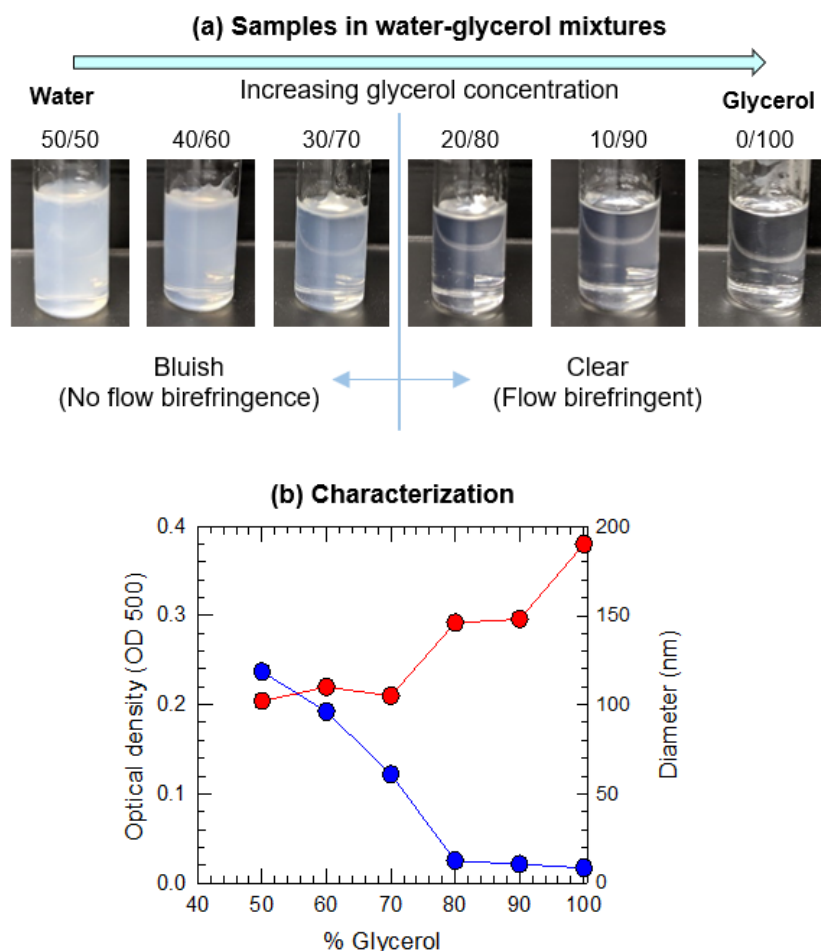 (a) Samples in water-glycerol mixtures
Water
Increasing glycerol concentration
Glycerol
50/50 40/60 30/70 20/80 10/90 0/100
Bluish
(No flow birefringence)
Clear
(Flow birefringent)
(b) Characterization
Optical density (OD 500)
0.4
0.3
0.2
0.1
0.0
200
150
100
50
0
Diameter (nm)
40 50 60 70 80 90 100
% Glycerol